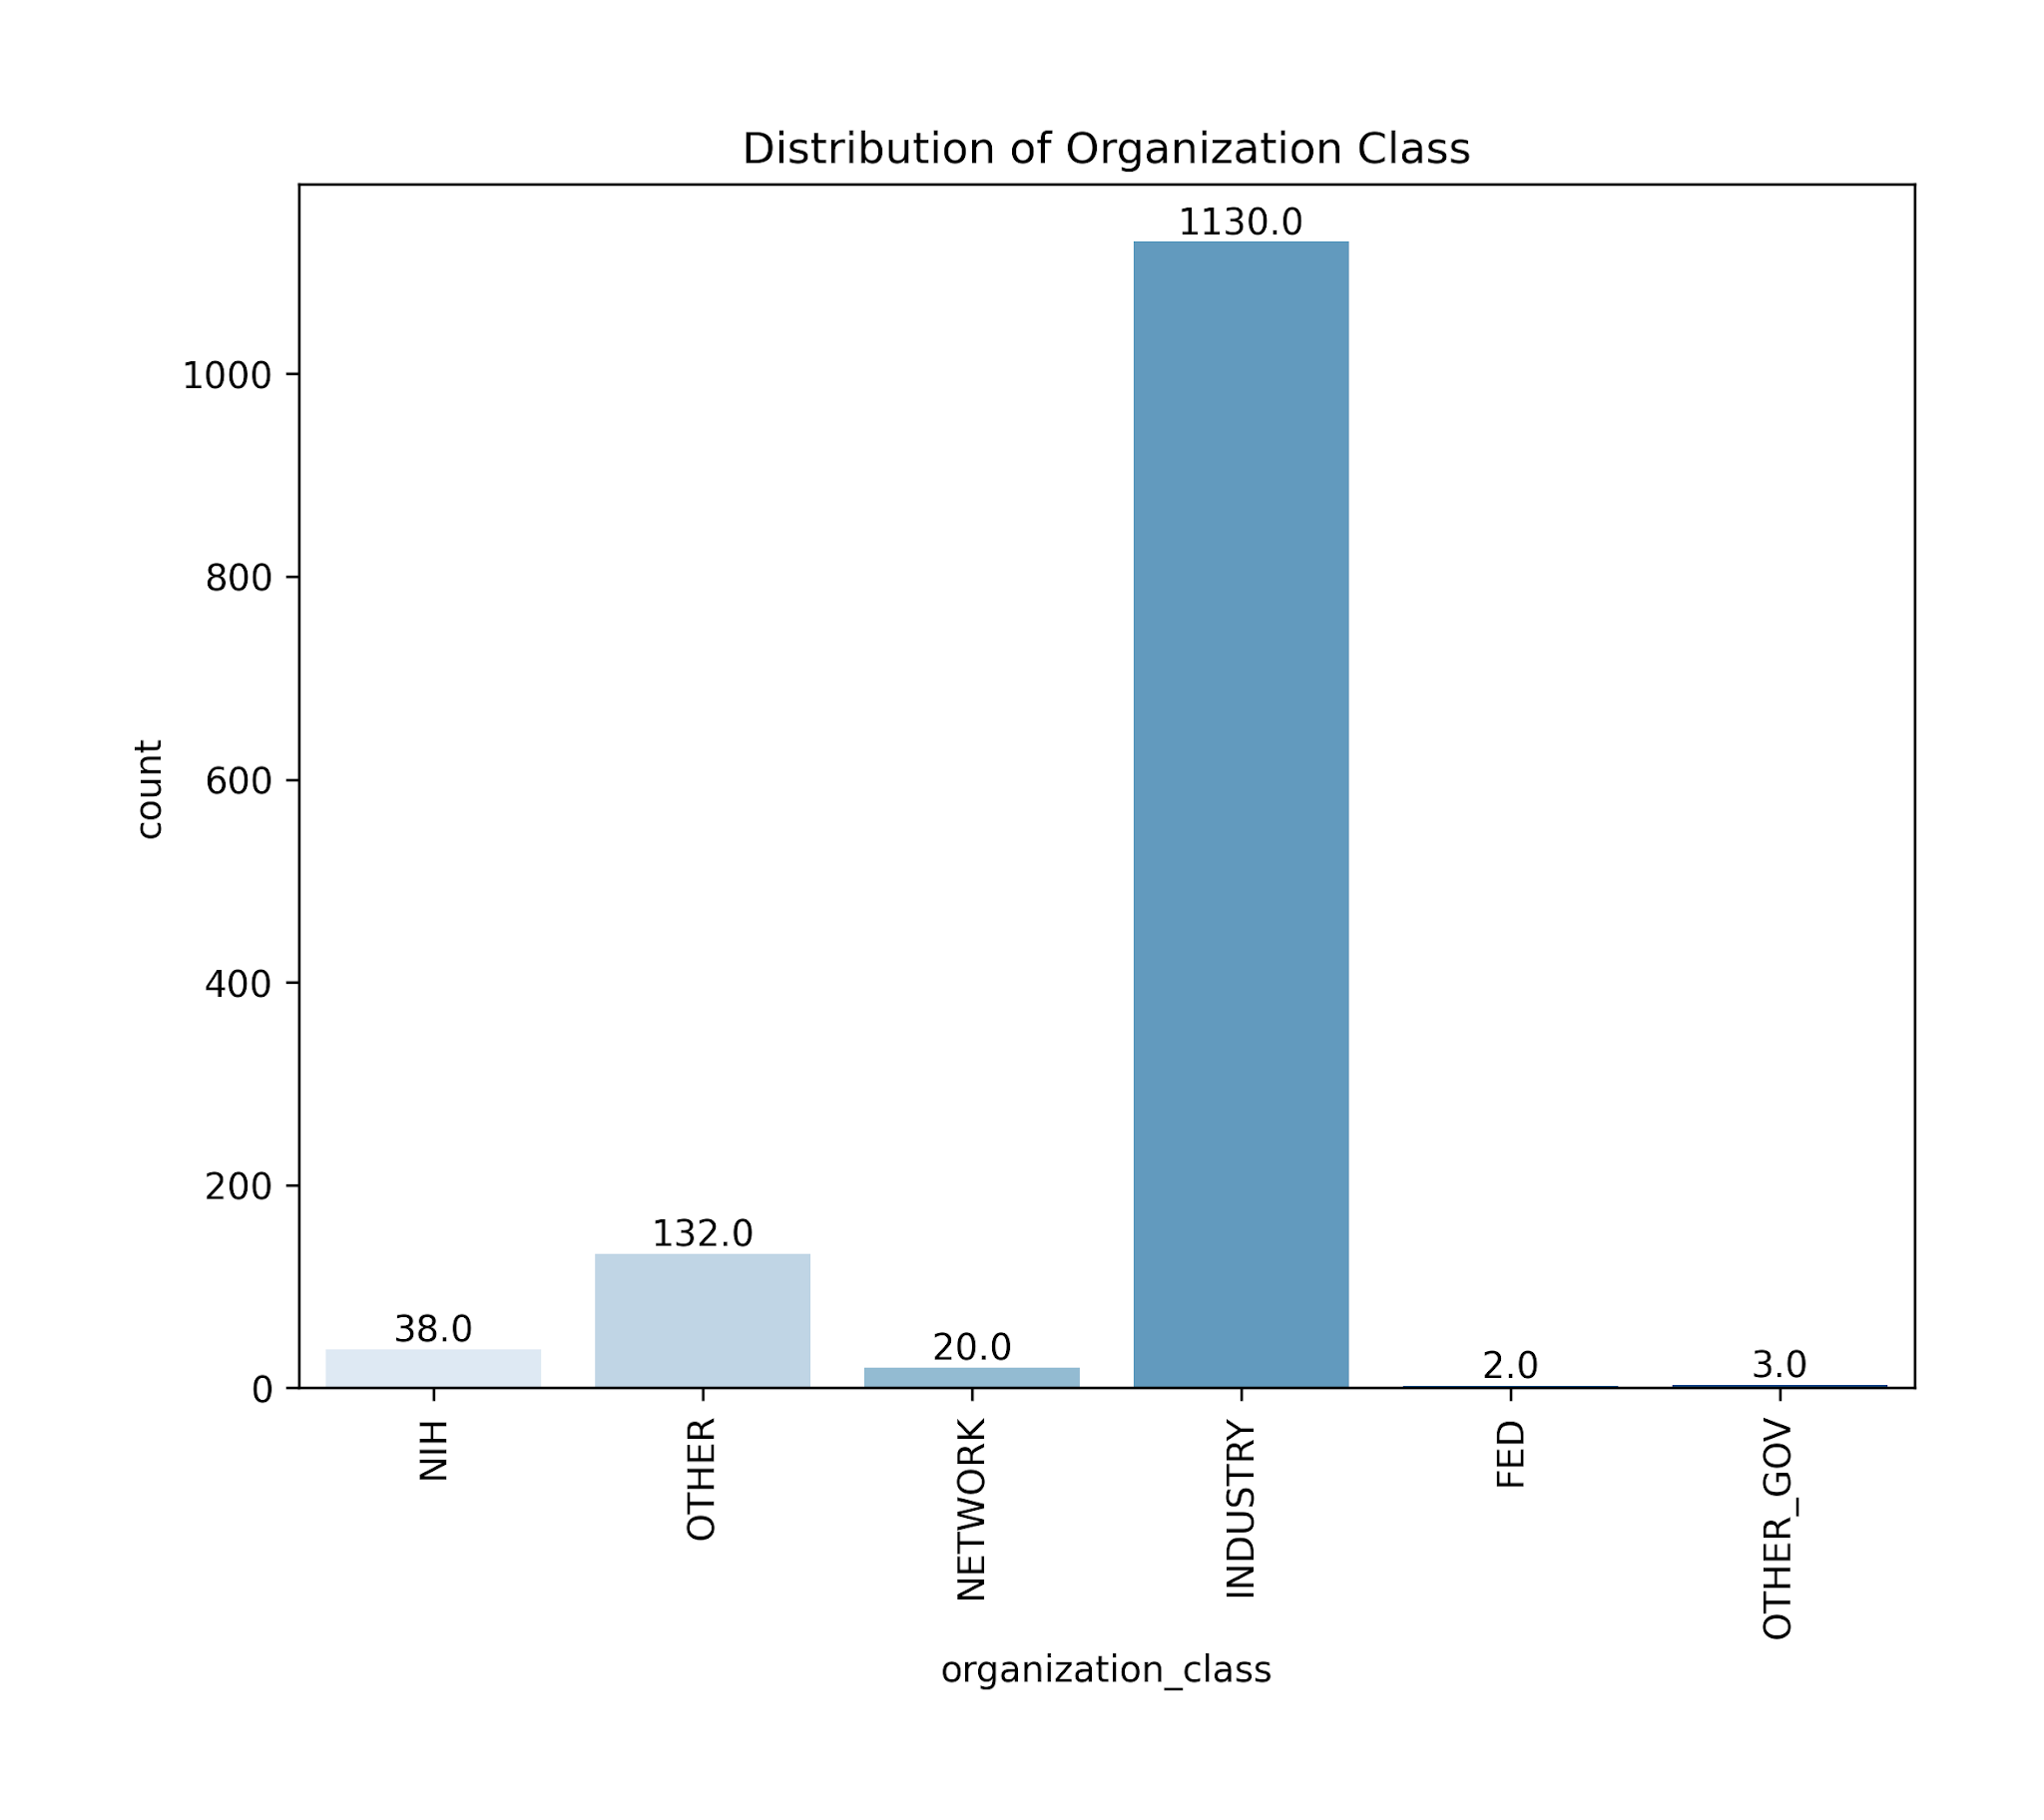 Distribution of Organization Class
1130.0
1000
800
600
400
200
0
count
38.0
132.0
20.0
2.0
3.0
NIH
OTHER
NETWORK
INDUSTRY
FED
OTHER_GOV
organization_class